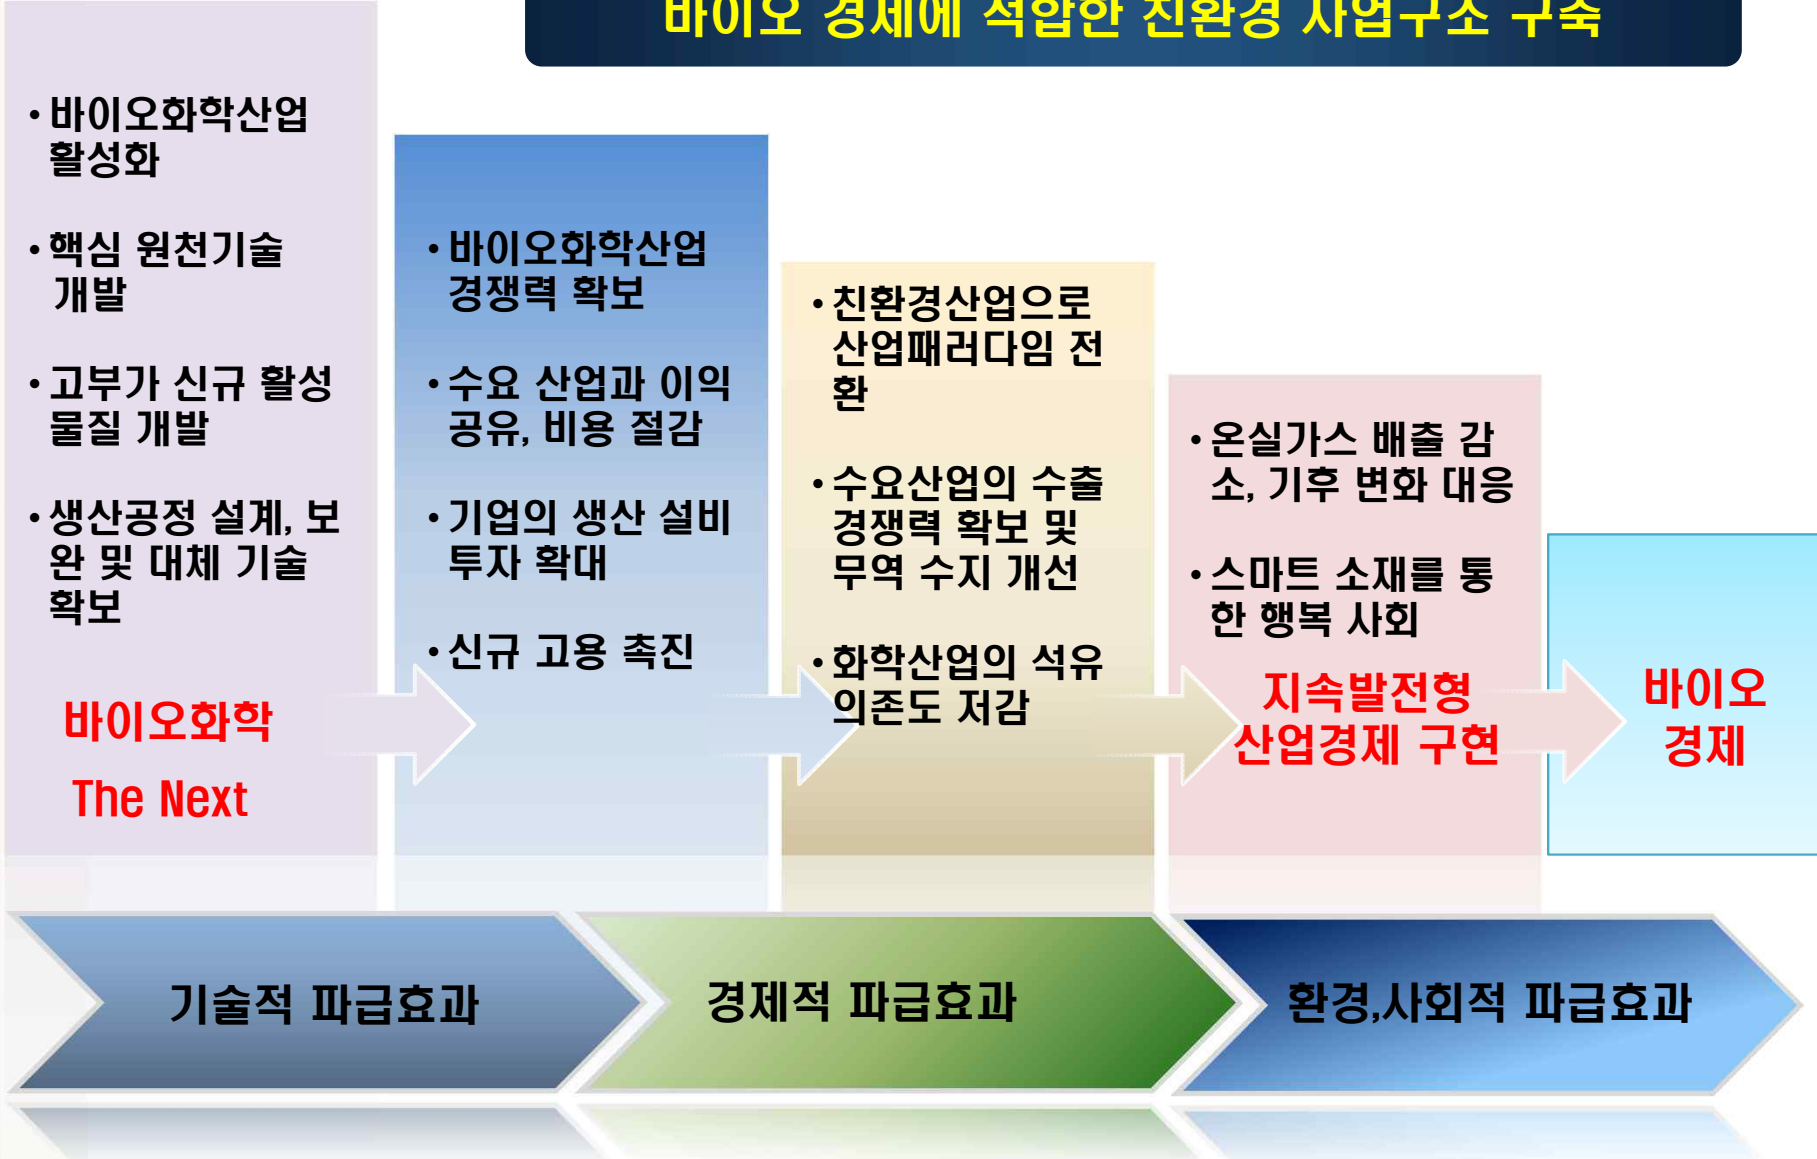 바이오 경제에 적합한 친환경 사업구조 구축
• 바이오화학산업
활성화
• 핵심 원천기술
개발
• 고부가 신규 활성
물질 개발
• 생산공정 설계, 보
완 및 대체 기술
확보
바이오화학
The Next
• 바이오화학산업
경쟁력 확보
• 수요 산업과 이익
공유, 비용 절감
• 기업의 생산 설비
투자 확대
• 신규 고용 촉진
• 친환경산업으로
산업패러다임 전
환
• 수요산업의 수출
경쟁력 확보 및
무역 수지 개선
• 화학산업의 석유
의존도 저감
• 온실가스 배출 감
소, 기후 변화 대응
• 스마트 소재를 통
한 행복 사회
지속발전형
산업경제 구현
바이오
경제
기술적 파급효과
경제적 파급효과
환경,사회적 파급효과